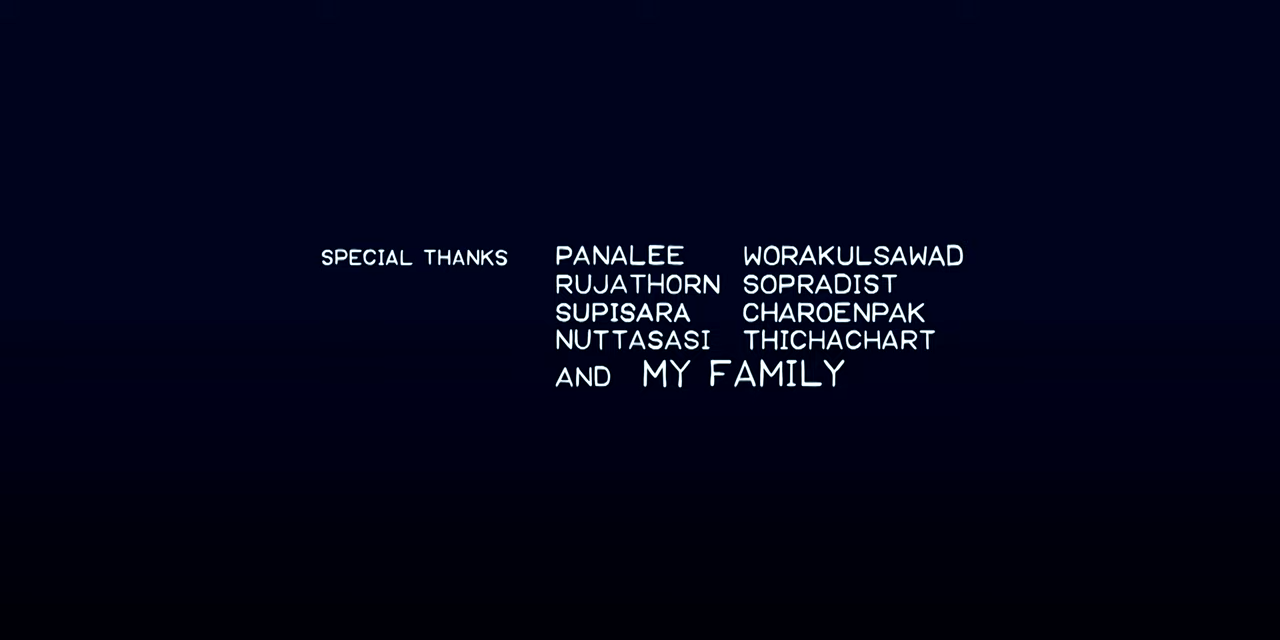 SPECIAL THANKS PANALEE WORAKULSAWAD
RUJATHORN SOPRADIST
SUPISARA CHAROENPAK
NUTTASASI THICHACHART
AND MY FAMILY